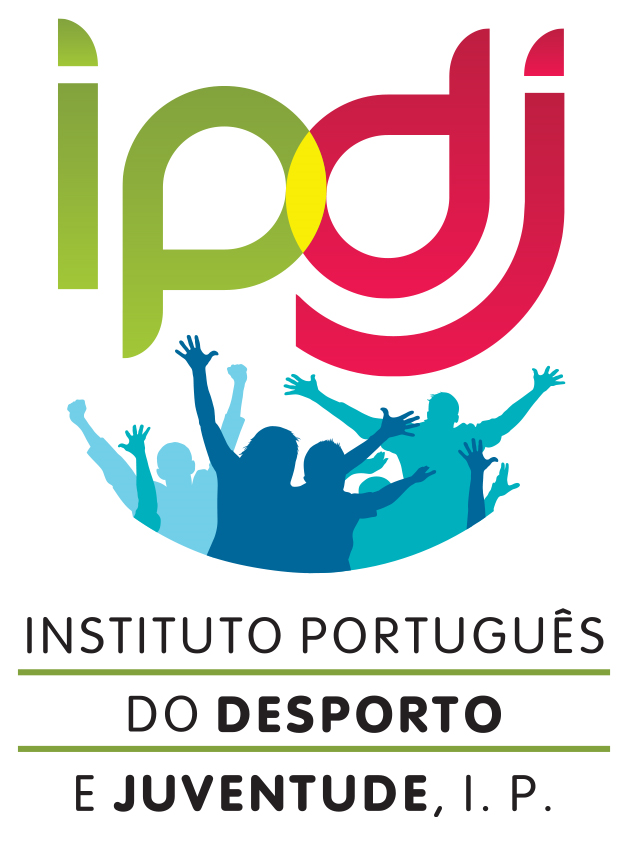 ipdj
INSTITUTO PORTUGUÊS
DO DESPORTO
E JUVENTUDE, I. P.